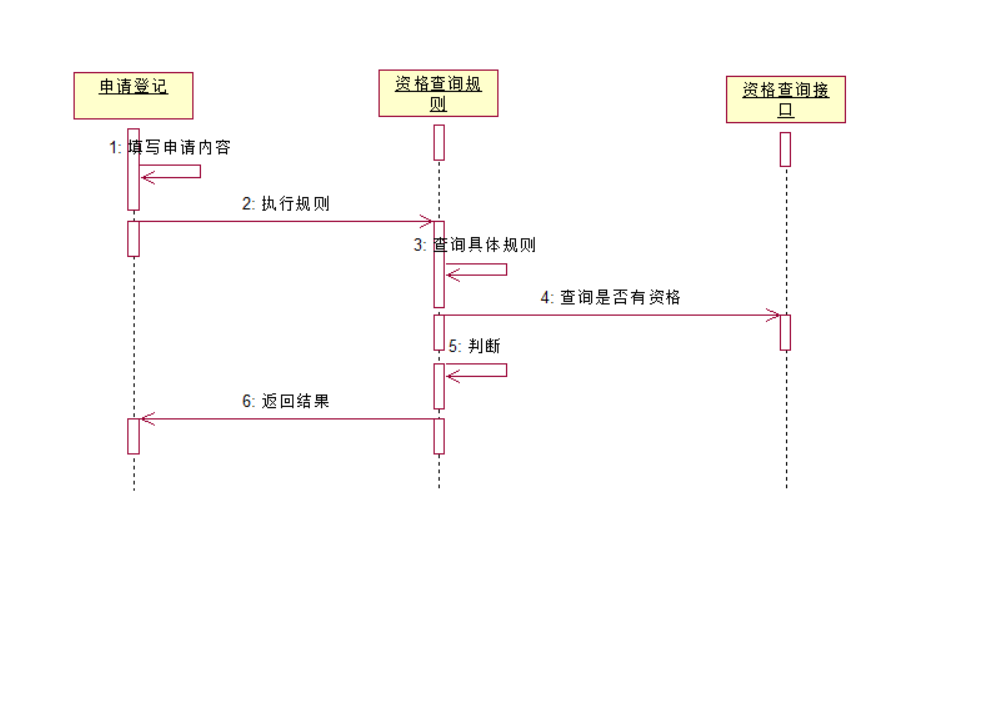 申请登记
资格查询规
则
资格查询接
口
1: 填写申请内容
2: 执行规则
3: 查询具体规则
4: 查询是否有资格
5: 判断
6: 返回结果